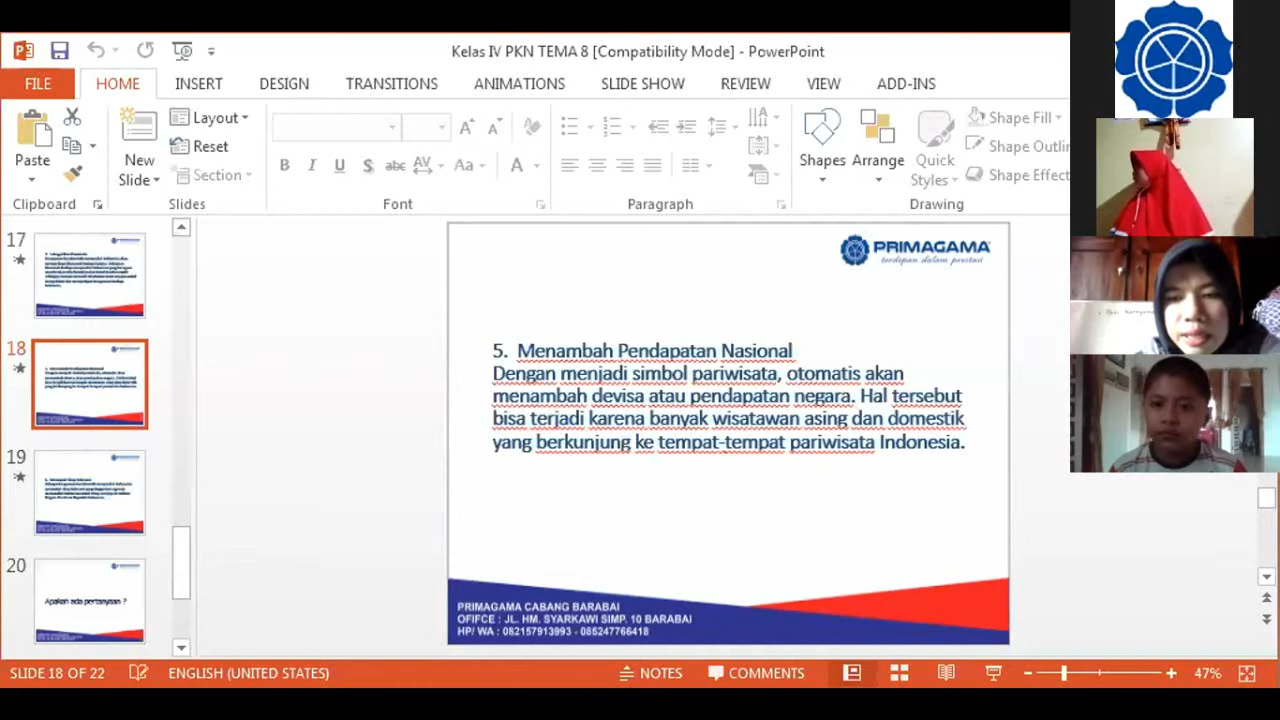 Kelas IV PKN TEMA 8 [Compatibility Mode] - PowerPoint
FILE HOME INSERT DESIGN TRANSITIONS ANIMATIONS SLIDE SHOW REVIEW VIEW ADD-INS
Paste
Clipboard
New
Slide
Layout
Reset
Section
Slides
B I U S abc AV Aa A
Font
Paragraph
Shapes
Arrange
Quick
Styles
Shape Fill
Shape Outlin
Shape Effect
Drawing
17
18
19
20
Apakah ada pertanyaan ?
PRIMAGAMA
terdepan dalam prestasi
5. Menambah Pendapatan Nasional
Dengan menjadi simbol pariwisata, otomatis akan
menambah devisa atau pendapatan negara. Hal tersebut
bisa terjadi karena banyak wisatawan asing dan domestik
yang berkunjung ke tempat-tempat pariwisata Indonesia.
PRIMAGAMA CABANG BARABAI
OFIFCE : JL. HM. SYARKAWI SIMP. 10 BARABAI
HP/ WA : 082157913993 - 085247766418
SLIDE 18 OF 22 ENGLISH (UNITED STATES) NOTES COMMENTS 47%